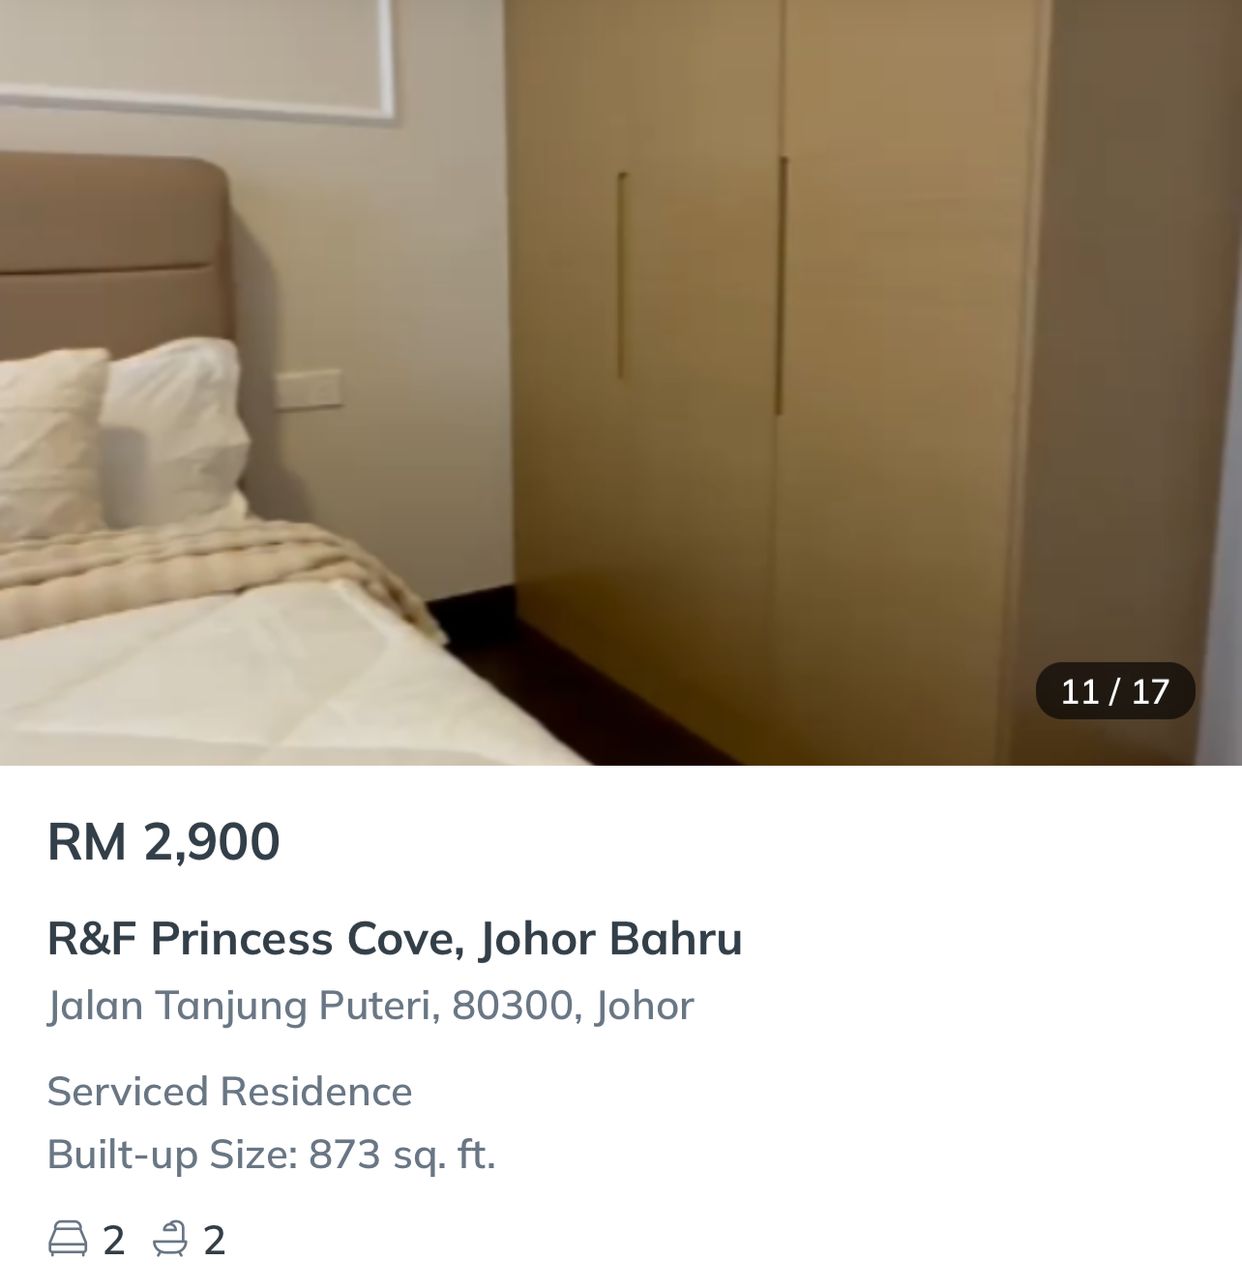 11 / 17
RM 2,900
R&F Princess Cove, Johor Bahru
Jalan Tanjung Puteri, 80300, Johor
Serviced Residence
Built-up Size: 873 sq. ft.
2 2